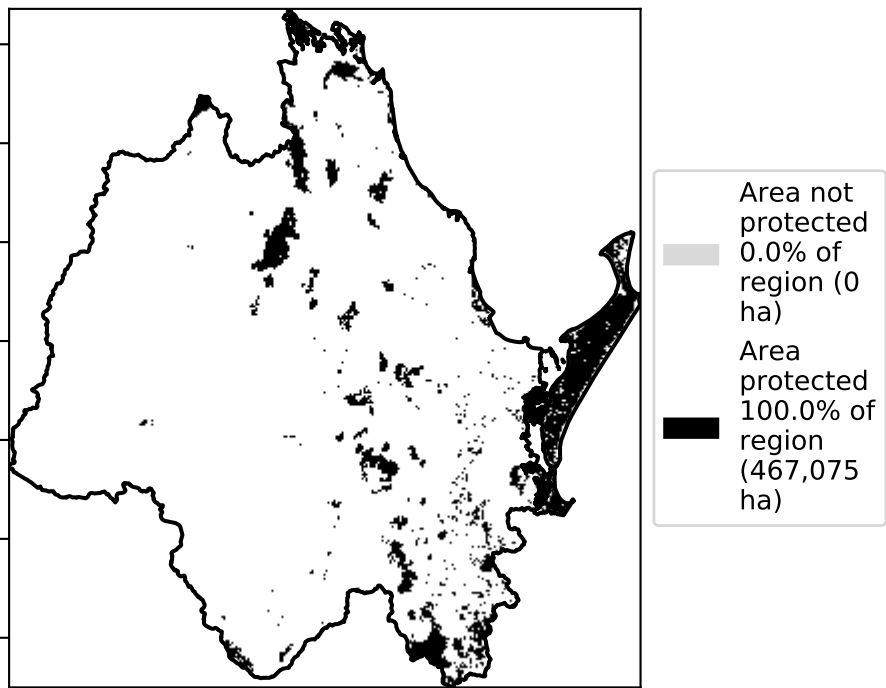 Area not
protected
0.0% of
region (0
ha)
Area
protected
100.0% of
region
(467,075
ha)